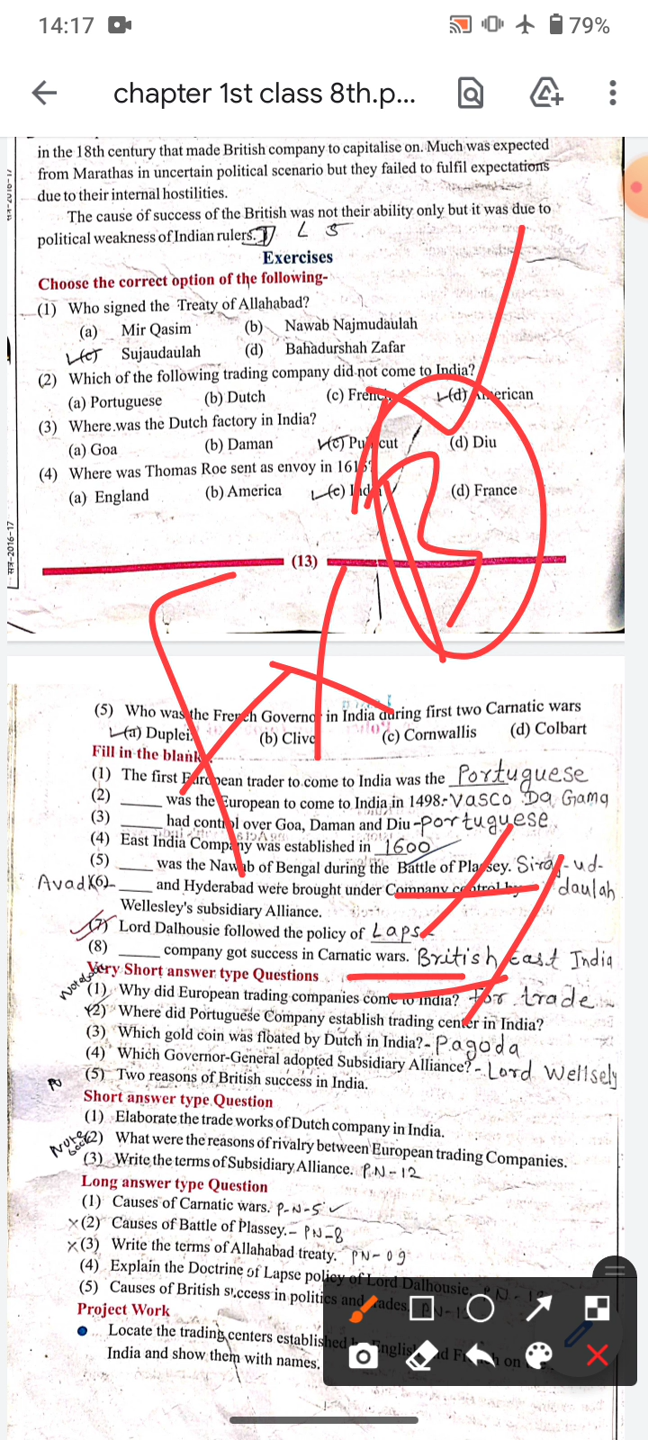 14:17
79%
chapter 1st class 8th.p...
in the 18th century that made British company to capitalise on. Much was expected
from Marathas in uncertain political scenario but they failed to fulfil expectations
due to their internal hostilities.
The cause of success of the British was not their ability only but it was due to
political weakness of Indian rulers.
L S
Exercises
Choose the correct option of the following-
(1) Who signed the Treaty of Allahabad?
(a) Mir Qasim (b) Nawab Najmudaulah
(c) Sujaudaulah (d) Bahadurshah Zafar
(2) Which of the following trading company did not come to India?
(a) Portuguese (b) Dutch (c) French (d) American
(3) Where was the Dutch factory in India?
(a) Goa (b) Daman (c) (d) Diu
(4) Where was Thomas Roe sent as envoy in
(a) England (b) America (c) India (d) France
सत्र-2016-17
(13)
(5) Who was the French Governor in India during first two Carnatic wars
(a) Duplei (b) Clive (c) Cornwallis (d) Colbart
Fill in the blank
(1) The first European trader to come to India was the Portuguese
(2) ____ was the European to come to India in 1498.- Vasco Da Gama
(3) ____ had control over Goa, Daman and Diu - portuguese
(4) East India Company was established in 1600
(5) ____ was the Nawab of Bengal during the Battle of Plassey. Siraj-ud-daulah
Avadh (6) ____ and Hyderabad were brought under Company control by
Wellesley's subsidiary Alliance.
(7) Lord Dalhousie followed the policy of Laps
(8) ____ company got success in Carnatic wars. British East India
Very Short answer type Questions
Notebook
(1) Why did European trading companies come to India? for trade
(2) Where did Portuguese Company establish trading center in India?
(3) Which gold coin was floated by Dutch in India? - Pagoda
(4) Which Governor-General adopted Subsidiary Alliance? - Lord Wellsely
(5) Two reasons of British success in India.
Short answer type Question
(1) Elaborate the trade works of Dutch company in India.
Note book (2) What were the reasons of rivalry between European trading Companies.
(3) Write the terms of Subsidiary Alliance. P.N-12
Long answer type Question
(1) Causes of Carnatic wars. P-N-5
x (2) Causes of Battle of Plassey. - PN-8
x (3) Write the terms of Allahabad treaty. PN-09
(4) Explain the Doctrine of Lapse policy of Lord Dalhousie.
(5) Causes of British success in politics and
Project Work
Locate the trading centers established
India and show them with names.